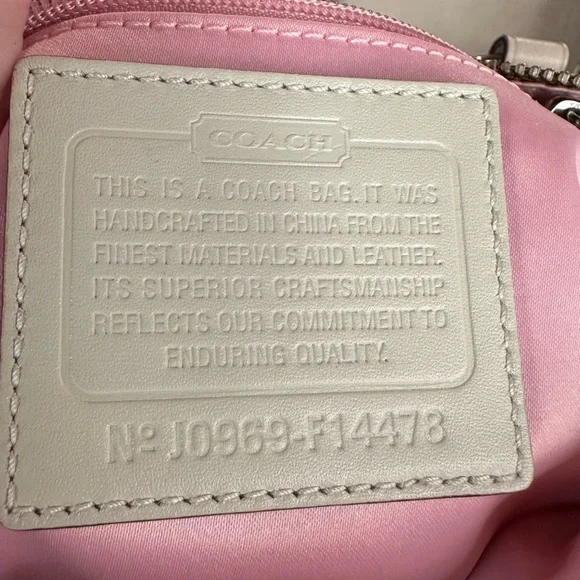 COACH
THIS IS A COACH BAG. IT WAS
HANDCRAFTED IN CHINA FROM THE
FINEST MATERIALS AND LEATHER.
ITS SUPERIOR CRAFTSMANSHIP
REFLECTS OUR COMMITMENT TO
ENDURING QUALITY.
Nº J0969-F14478